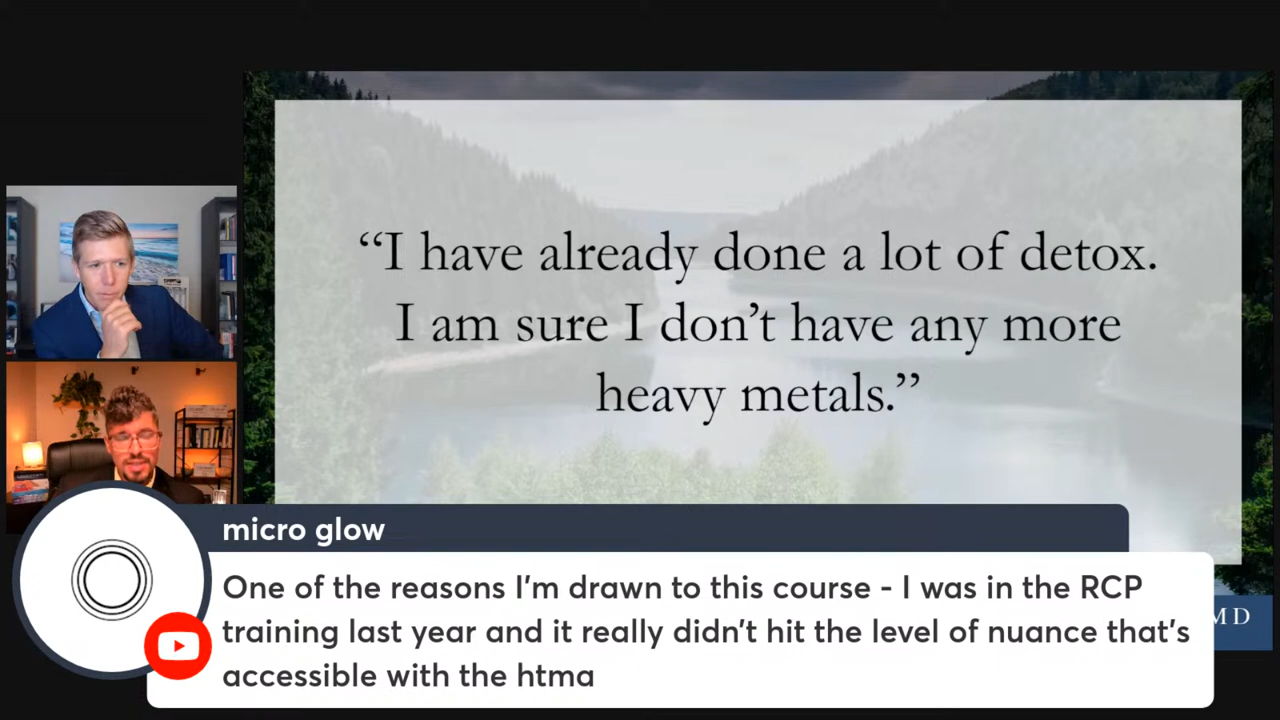 “I have already done a lot of detox.
I am sure I don’t have any more
heavy metals.”
micro glow
One of the reasons I'm drawn to this course - I was in the RCP
training last year and it really didn't hit the level of nuance that's
accessible with the htma
MD